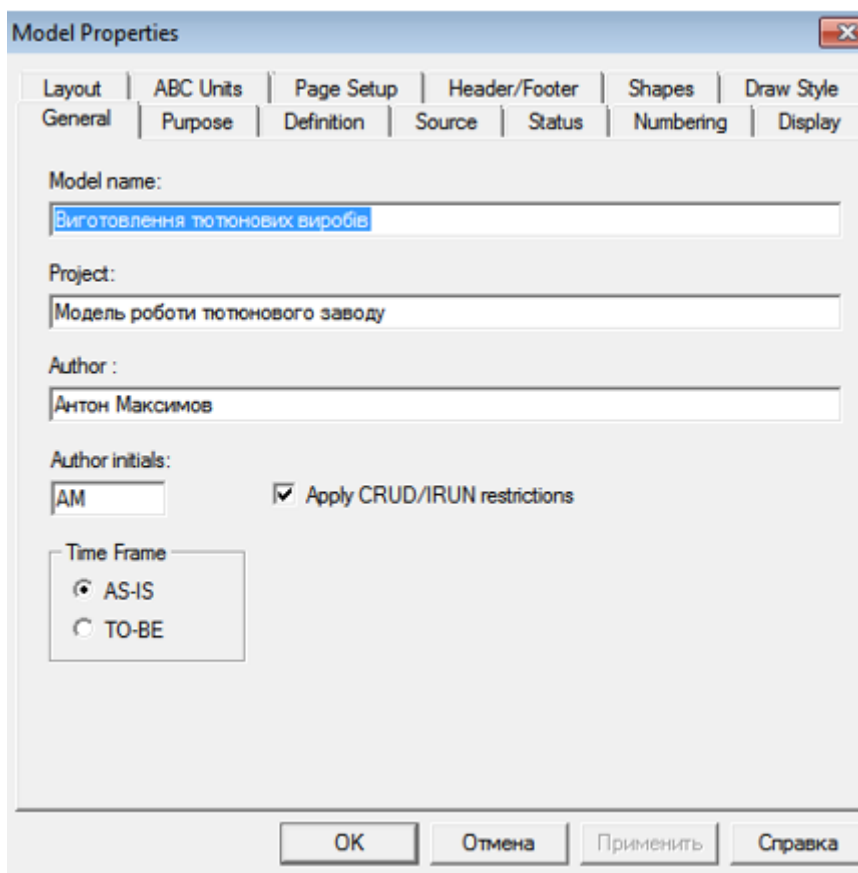 Model Properties
Layout ABC Units Page Setup Header/Footer Shapes Draw Style
General Purpose Definition Source Status Numbering Display
Model name:
Виготовлення тютюнових виробів
Project:
Модель роботи тютюнового заводу
Author :
Антон Максимов
Author initials:
АМ Apply CRUD/IRUN restrictions
Time Frame
AS-IS
TO-BE
OK Отмена Применить Справка